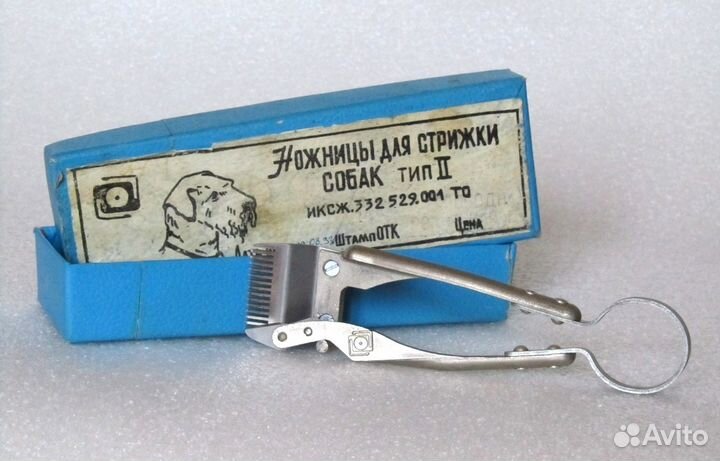 Ножницы для стрижки
собак тип II
ИКСЖ.332 529.001 ТО
Штамп ОТК Цена
Avito